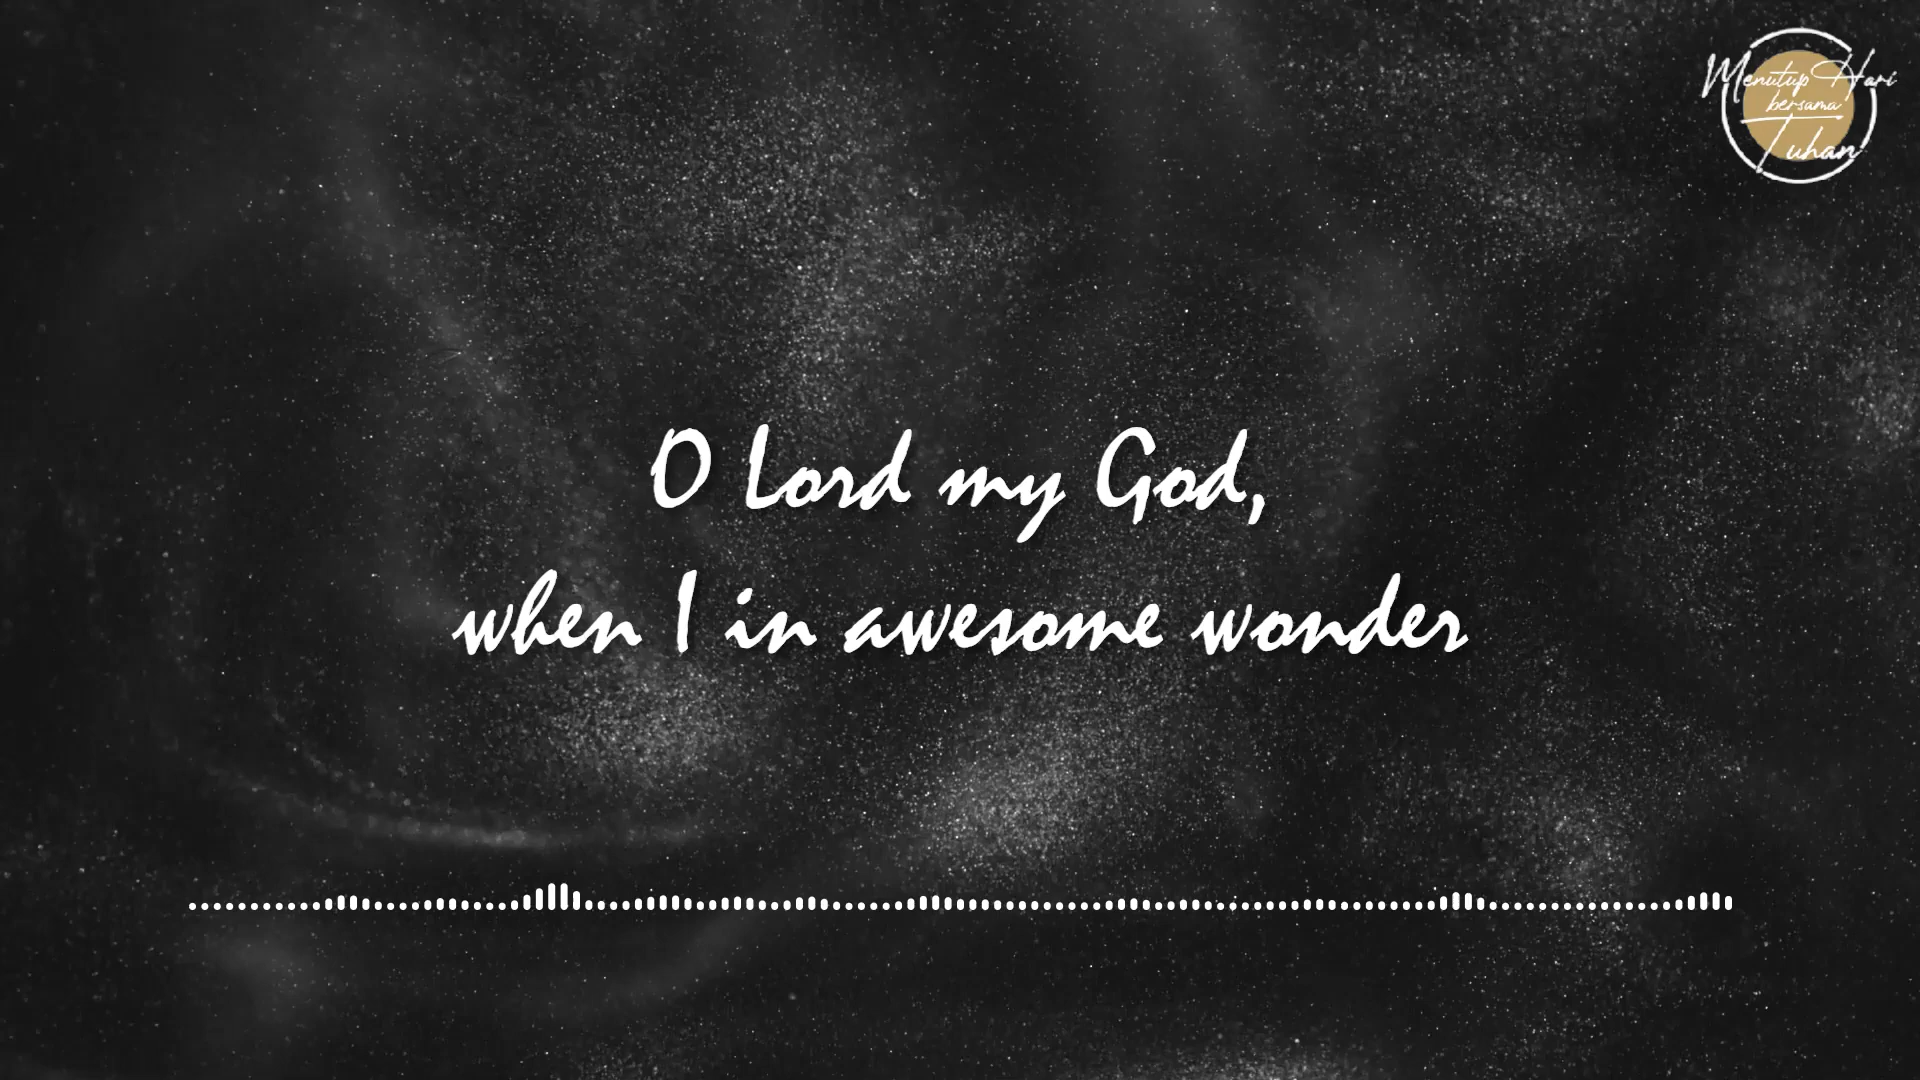 Menutup Hari
bersama
Tuhan
O Lord my God,
when I in awesome wonder